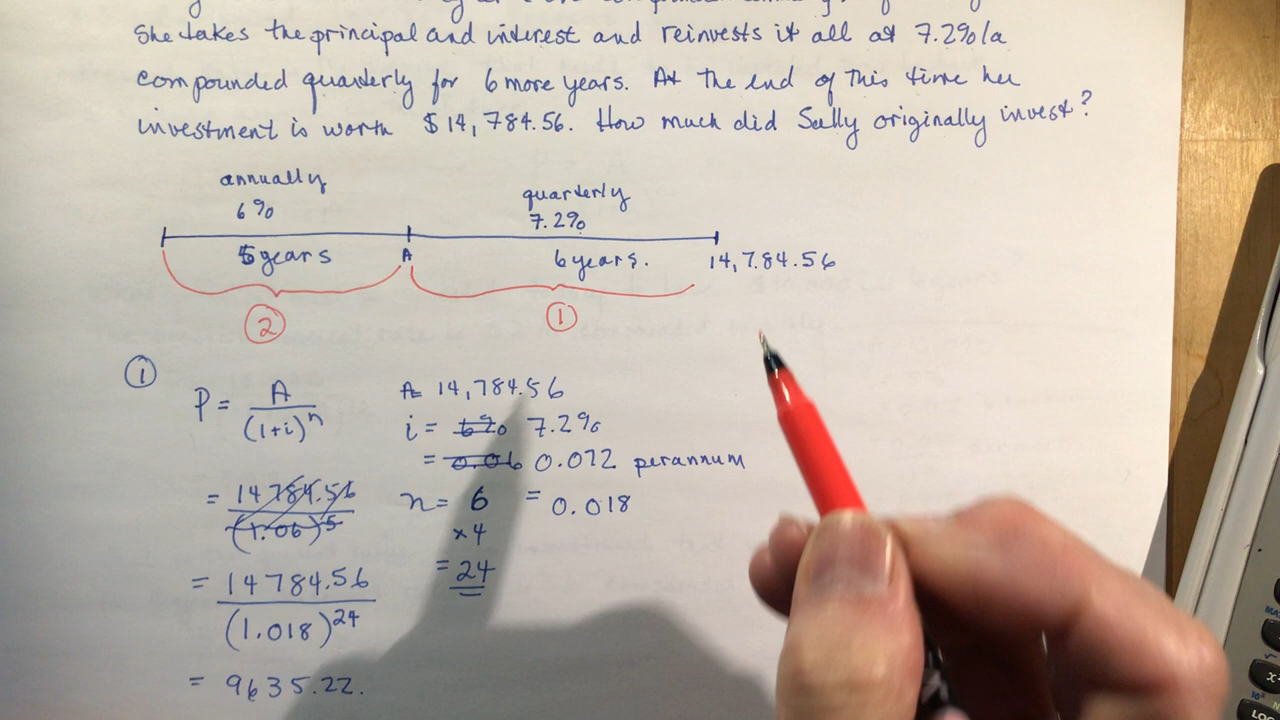 She takes the principal and interest and reinvests it all at 7.2%/a
compounded quarterly for 6 more years. At the end of this time her
investment is worth $14,784.56. How much did Sally originally invest?
annually
6%
quarterly
7.2%
5 years
A
6 years.
14,784.56
2
1
1
P = A / (1+i)^n
A = 14,784.56
i = 6% 7.2%
= 0.06 0.072 per annum
= 14784.56 / (1.06)^5
n = 6
= 0.018
×4
= 24
= 14784.56 / (1.018)^24
= 9635.22.